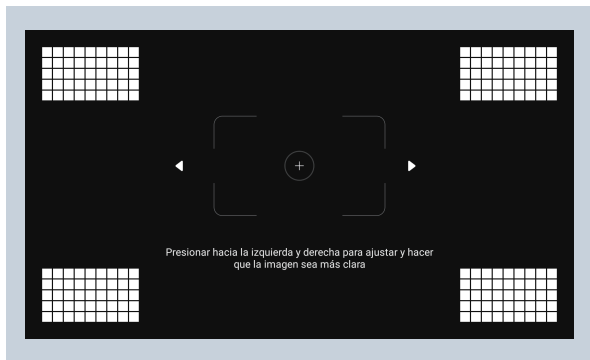 Presionar hacia la izquierda y derecha para ajustar y hacer
que la imagen sea más clara